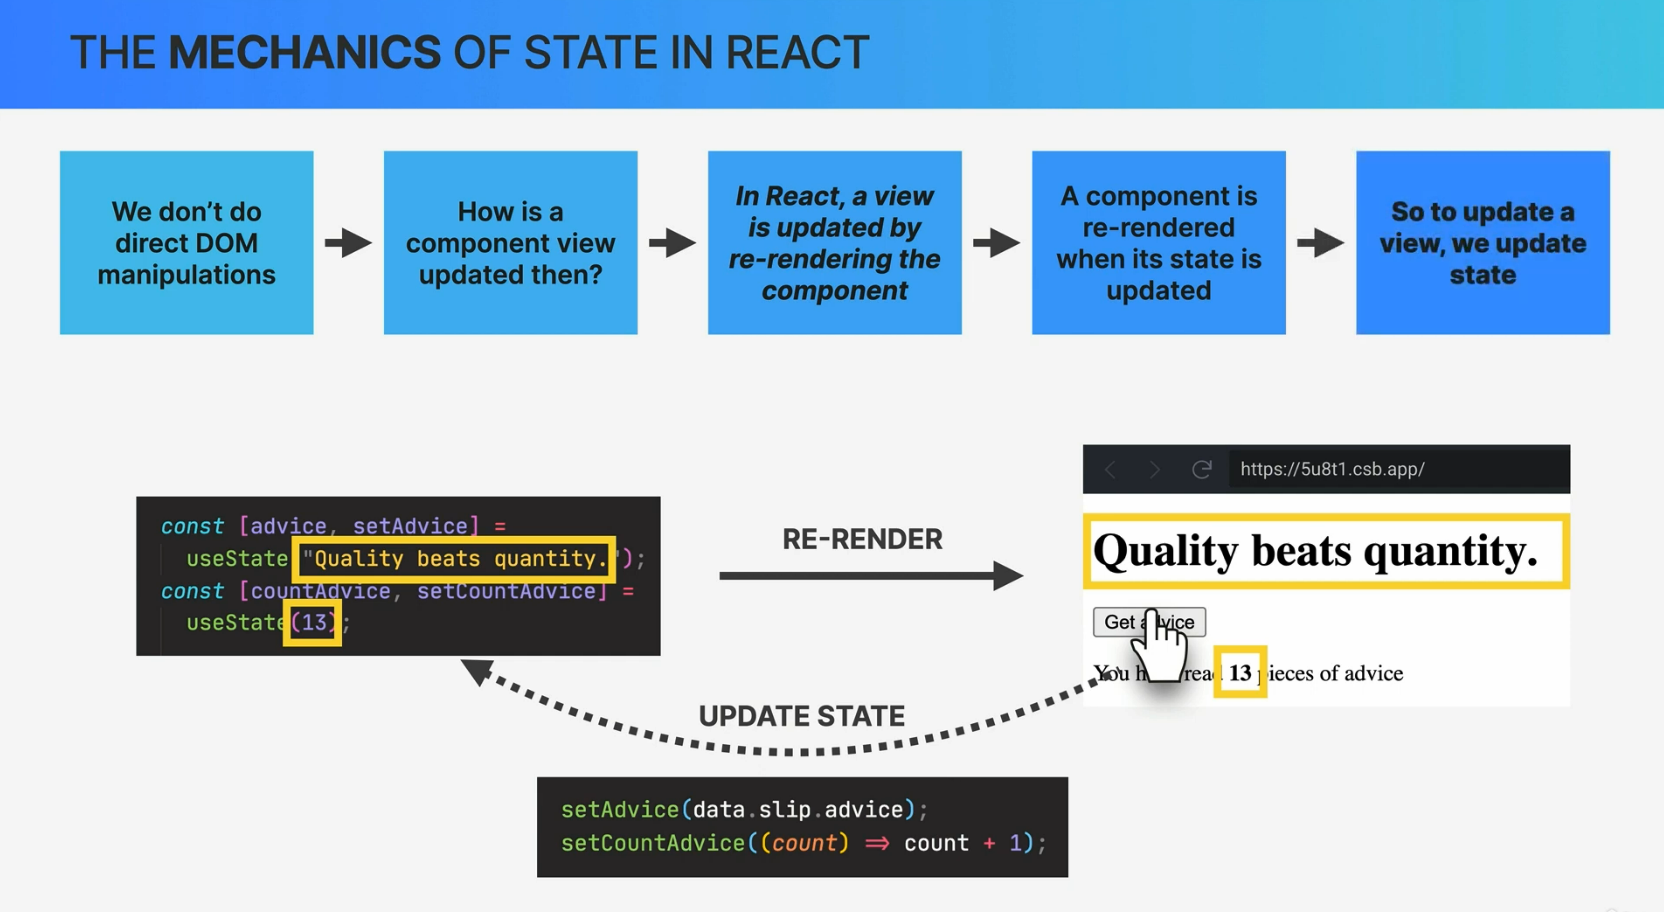 THE MECHANICS OF STATE IN REACT
We don't do
direct DOM
manipulations
How is a
component view
updated then?
In React, a view
is updated by
re-rendering the
component
A component is
re-rendered
when its state is
updated
So to update a
view, we update
state
const [advice, setAdvice] =
useState "Quality beats quantity.");
const [countAdvice, setCountAdvice] =
useState(13);
RE-RENDER
https://5u8t1.csb.app/
Quality beats quantity.
Get advice
You read 13 pieces of advice
UPDATE STATE
setAdvice(data.slip.advice);
setCountAdvice((count) ⇒ count + 1);